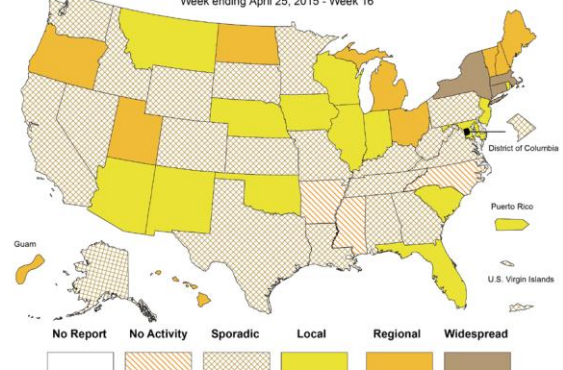 Week ending April 25, 2015 - Week 16
District of Columbia
Puerto Rico
Guam
U.S. Virgin Islands
No Report
No Activity
Sporadic
Local
Regional
Widespread